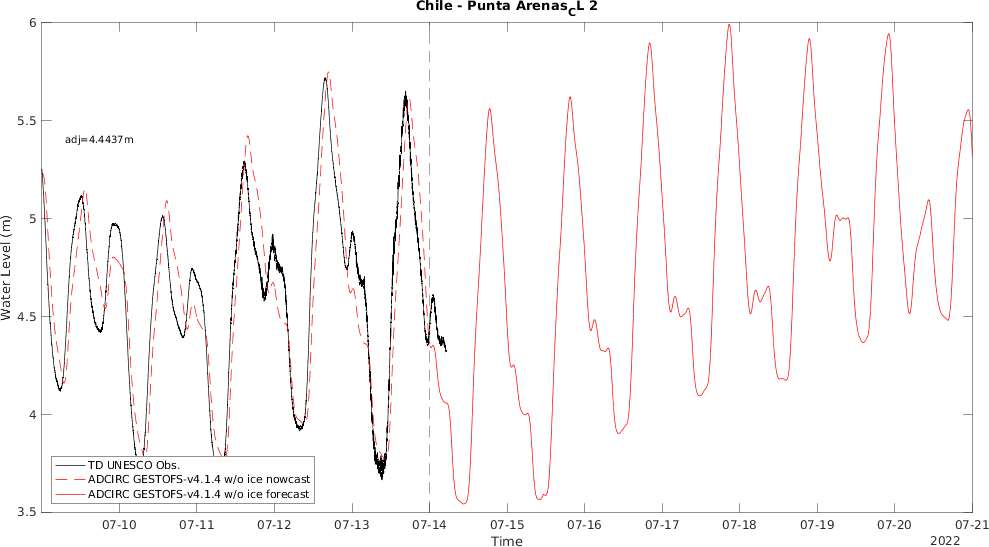 Chile - Punta Arenas_CL 2
6
5.5
5
4.5
4
3.5
Water Level (m)
adj=4.4437m
TD UNESCO Obs.
ADCIRC GESTOFS-v4.1.4 w/o ice nowcast
ADCIRC GESTOFS-v4.1.4 w/o ice forecast
07-10 07-11 07-12 07-13 07-14 07-15 07-16 07-17 07-18 07-19 07-20 07-21
Time
2022